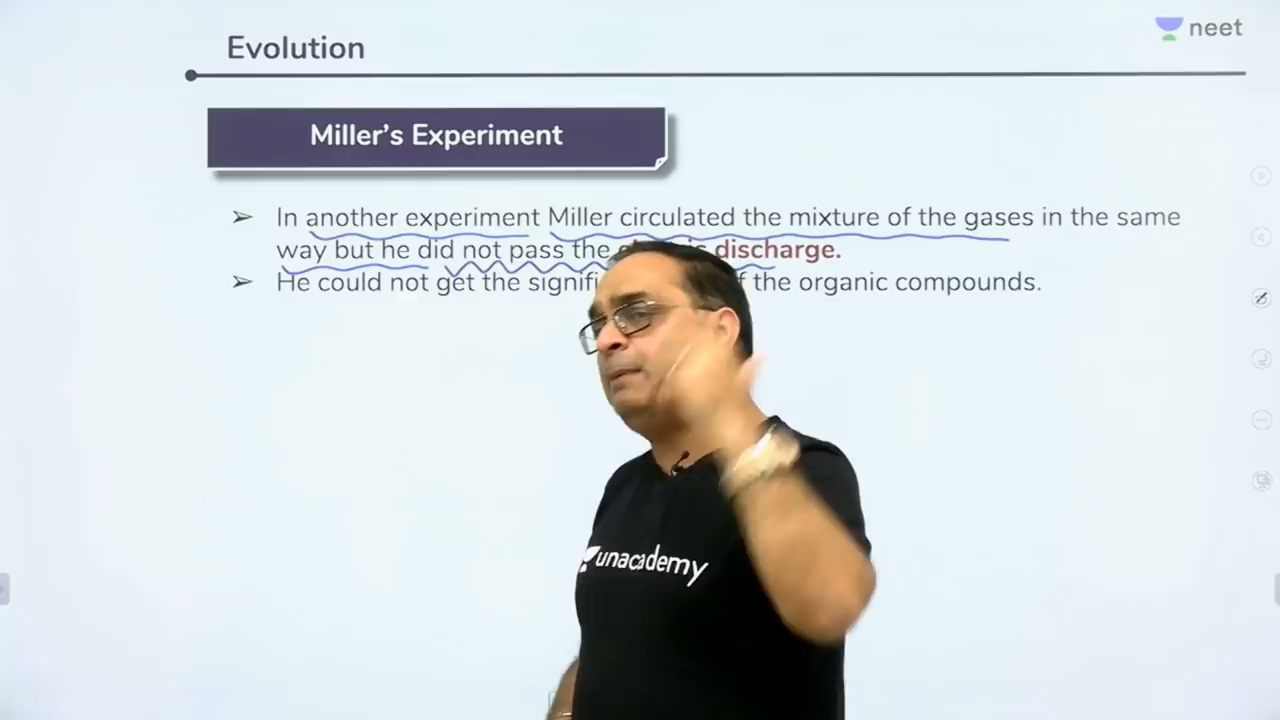 neet
Evolution
Miller's Experiment
➢ In another experiment Miller circulated the mixture of the gases in the same
way but he did not pass the discharge.
➢ He could not get the the organic compounds.
unacademy